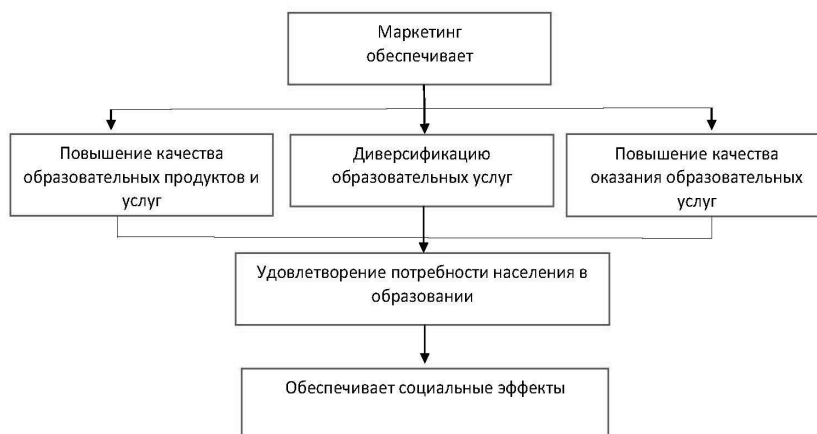 Маркетинг
обеспечивает
Повышение качества
образовательных продуктов и
услуг
Диверсификацию
образовательных услуг
Повышение качества
оказания образовательных
услуг
Удовлетворение потребности населения в
образовании
Обеспечивает социальные эффекты